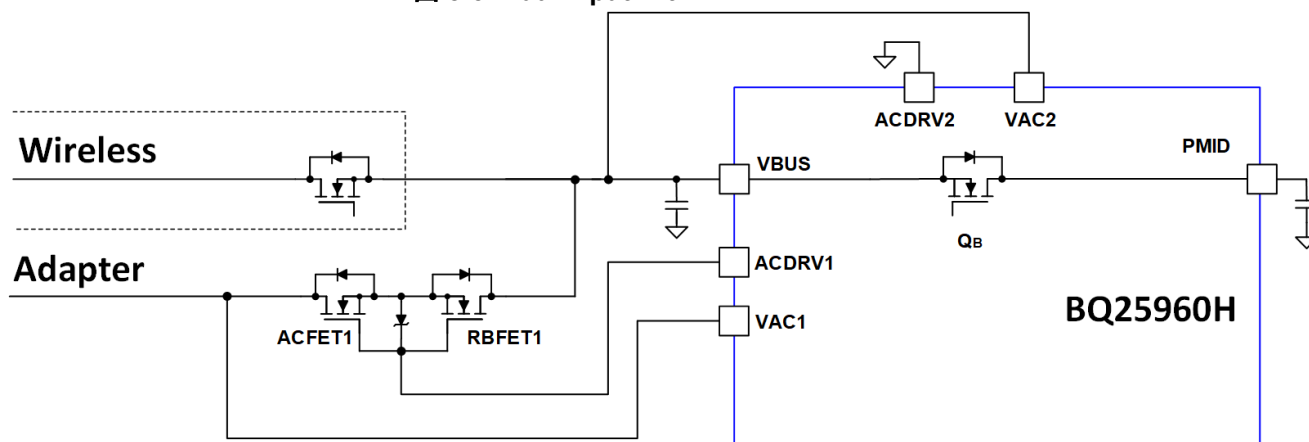 ACDRV2
VAC2
Wireless
VBUS
PMID
QB
Adapter
ACDRV1
ACFET1
RBFET1
VAC1
BQ25960H